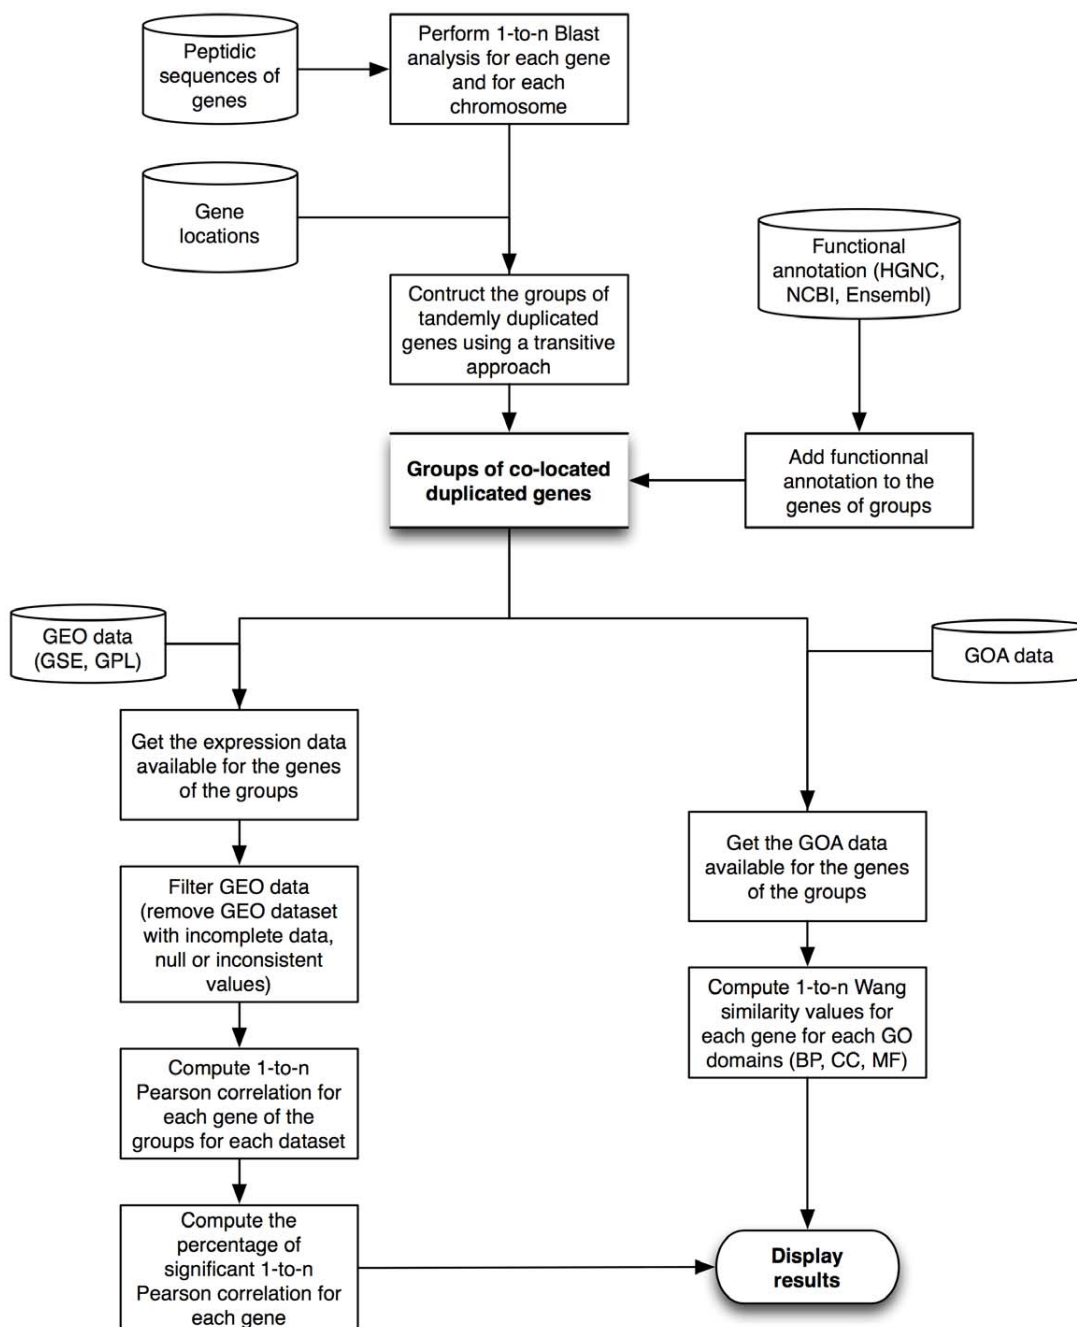 Peptidic
sequences of
genes
Perform 1-to-n Blast
analysis for each gene
and for each
chromosome
Gene
locations
Functional
annotation (HGNC,
NCBI, Ensembl)
Contruct the groups of
tandemly duplicated
genes using a transitive
approach
Groups of co-located
duplicated genes
Add functionnal
annotation to the
genes of groups
GEO data
(GSE, GPL)
GOA data
Get the expression data
available for the genes
of the groups
Filter GEO data
(remove GEO dataset
with incomplete data,
null or inconsistent
values)
Compute 1-to-n
Pearson correlation for
each gene of the
groups for each dataset
Compute the
percentage of
significant 1-to-n
Pearson correlation for
each gene
Get the GOA data
available for the genes
of the groups
Compute 1-to-n Wang
similarity values for
each gene for each GO
domains (BP, CC, MF)
Display
results